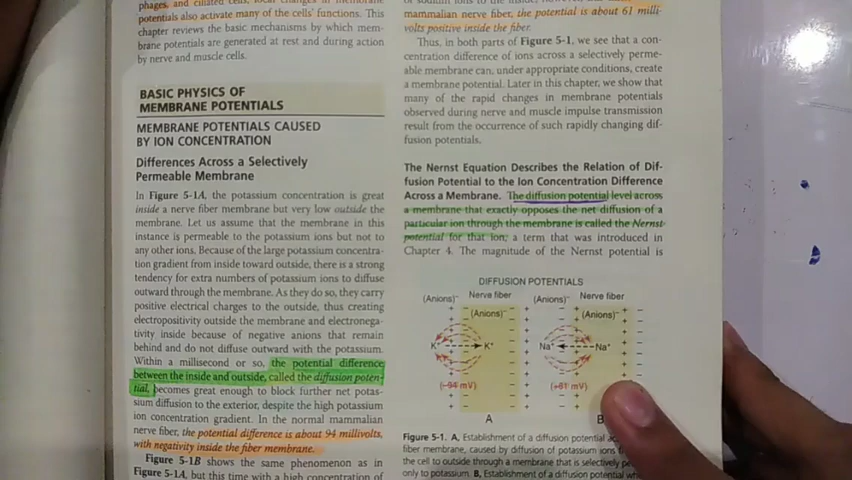 phages, and ciliated cells, local changes in membrane
potentials also activate many of the cells' functions. This
chapter reviews the basic mechanisms by which mem-
brane potentials are generated at rest and during action
by nerve and muscle cells.
BASIC PHYSICS OF
MEMBRANE POTENTIALS
MEMBRANE POTENTIALS CAUSED
BY ION CONCENTRATION
Differences Across a Selectively
Permeable Membrane
In Figure 5-1A, the potassium concentration is great
inside a nerve fiber membrane but very low outside the
membrane. Let us assume that the membrane in this
instance is permeable to the potassium ions but not to
any other ions. Because of the large potassium concentra-
tion gradient from inside toward outside, there is a strong
tendency for extra numbers of potassium ions to diffuse
outward through the membrane. As they do so, they carry
positive electrical charges to the outside, thus creating
electropositivity outside the membrane and electronega-
tivity inside because of negative anions that remain
behind and do not diffuse outward with the potassium.
Within a millisecond or so, the potential difference
between the inside and outside, called the diffusion poten-
tial, becomes great enough to block further net potas-
sium diffusion to the exterior, despite the high potassium
ion concentration gradient. In the normal mammalian
nerve fiber, the potential difference is about 94 millivolts,
with negativity inside the fiber membrane.
Figure 5-1B shows the same phenomenon as in
Figure 5-1A, but this time with a high concentration of
mammalian nerve fiber, the potential is about 61 milli-
volts positive inside the fiber.
Thus, in both parts of Figure 5-1, we see that a con-
centration difference of ions across a selectively perme-
able membrane can, under appropriate conditions, create
a membrane potential. Later in this chapter, we show that
many of the rapid changes in membrane potentials
observed during nerve and muscle impulse transmission
result from the occurrence of such rapidly changing dif-
fusion potentials.
The Nernst Equation Describes the Relation of Dif-
fusion Potential to the Ion Concentration Difference
Across a Membrane. The diffusion potential level across
a membrane that exactly opposes the net diffusion of a
particular ion through the membrane is called the Nernst
potential for that ion, a term that was introduced in
Chapter 4. The magnitude of the Nernst potential is
DIFFUSION POTENTIALS
(Anions)⁻ Nerve fiber (Anions)⁻ Nerve fiber
(Anions)⁻ (Anions)⁻
K⁺ K⁺ Na⁺ Na⁺
(–94 mV) (+61 mV)
A B
Figure 5-1. A, Establishment of a diffusion potential
fiber membrane, caused by diffusion of potassium ions
the cell to outside through a membrane that is selectively
only to potassium. B, Establishment of a diffusion potential